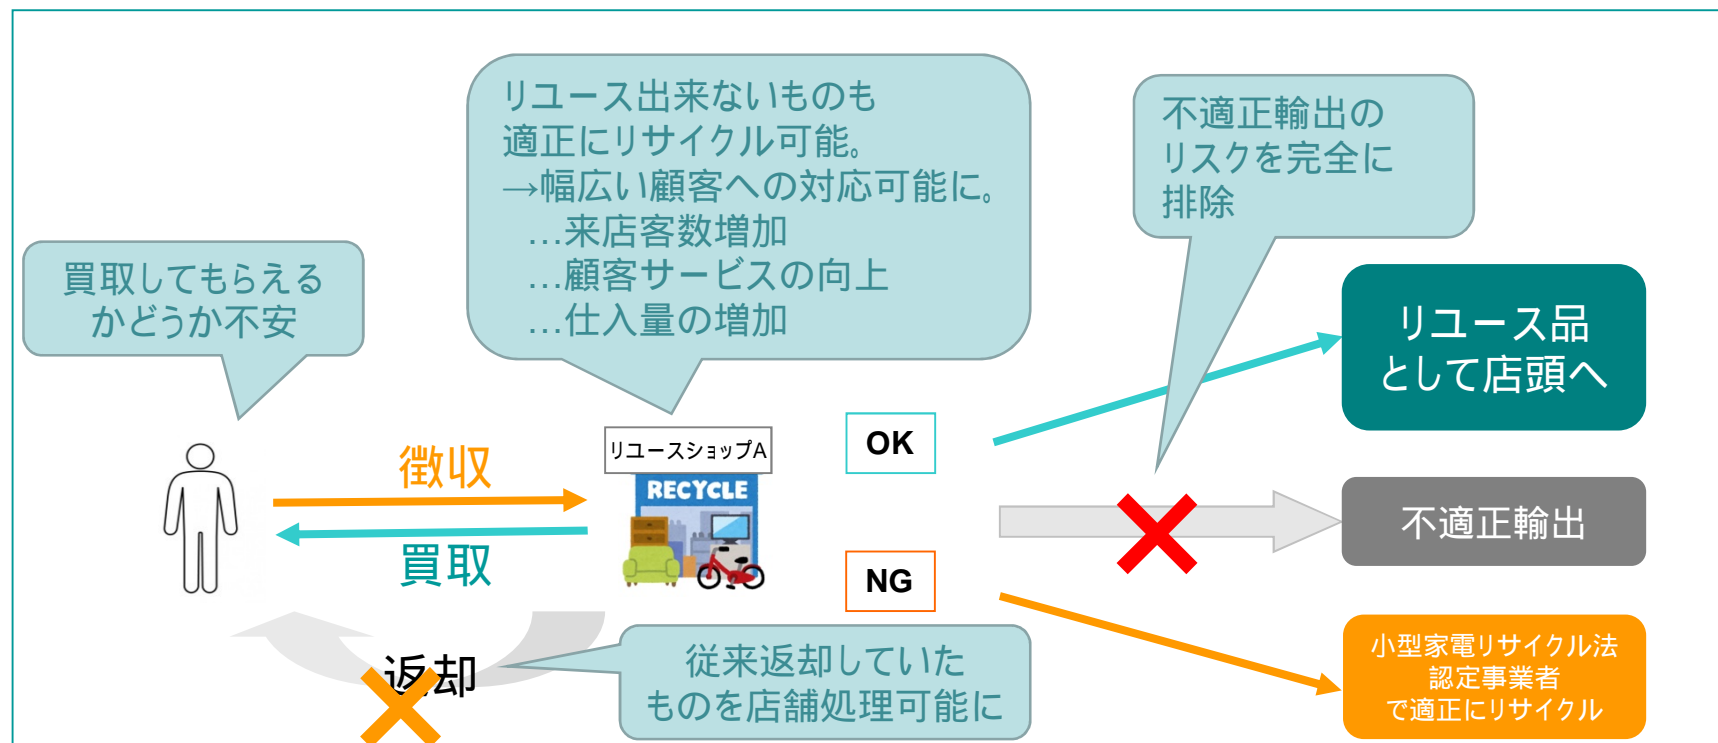 リユース出来ないものも
適正にリサイクル可能。
→幅広い顧客への対応可能に。
…来店客数増加
…顧客サービスの向上
…仕入量の増加
不適正輸出の
リスクを完全に
排除
買取してもらえる
かどうか不安
リユース品
として店頭へ
リユースショップA
OK
徴収
RECYCLE
不適正輸出
買取
NG
返却
従来返却していた
ものを店舗処理可能に
小型家電リサイクル法
認定事業者
で適正にリサイクル